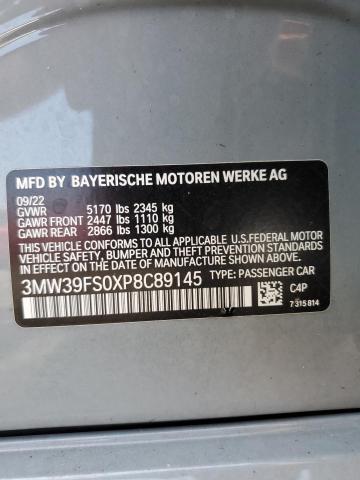 MFD BY BAYERISCHE MOTOREN WERKE AG
09/22
GVWR 5170 lbs 2345 kg
GAWR FRONT 2447 lbs 1110 kg
GAWR REAR 2866 lbs 1300 kg
THIS VEHICLE CONFORMS TO ALL APPLICABLE U.S.FEDERAL MOTOR
VEHICLE SAFETY, BUMPER, AND THEFT PREVENTION STANDARDS
IN EFFECT ON THE DATE OF MANUFACTURE SHOWN ABOVE.
3MW39FS0XP8C89145 TYPE: PASSENGER CAR
C4P
7 315 814